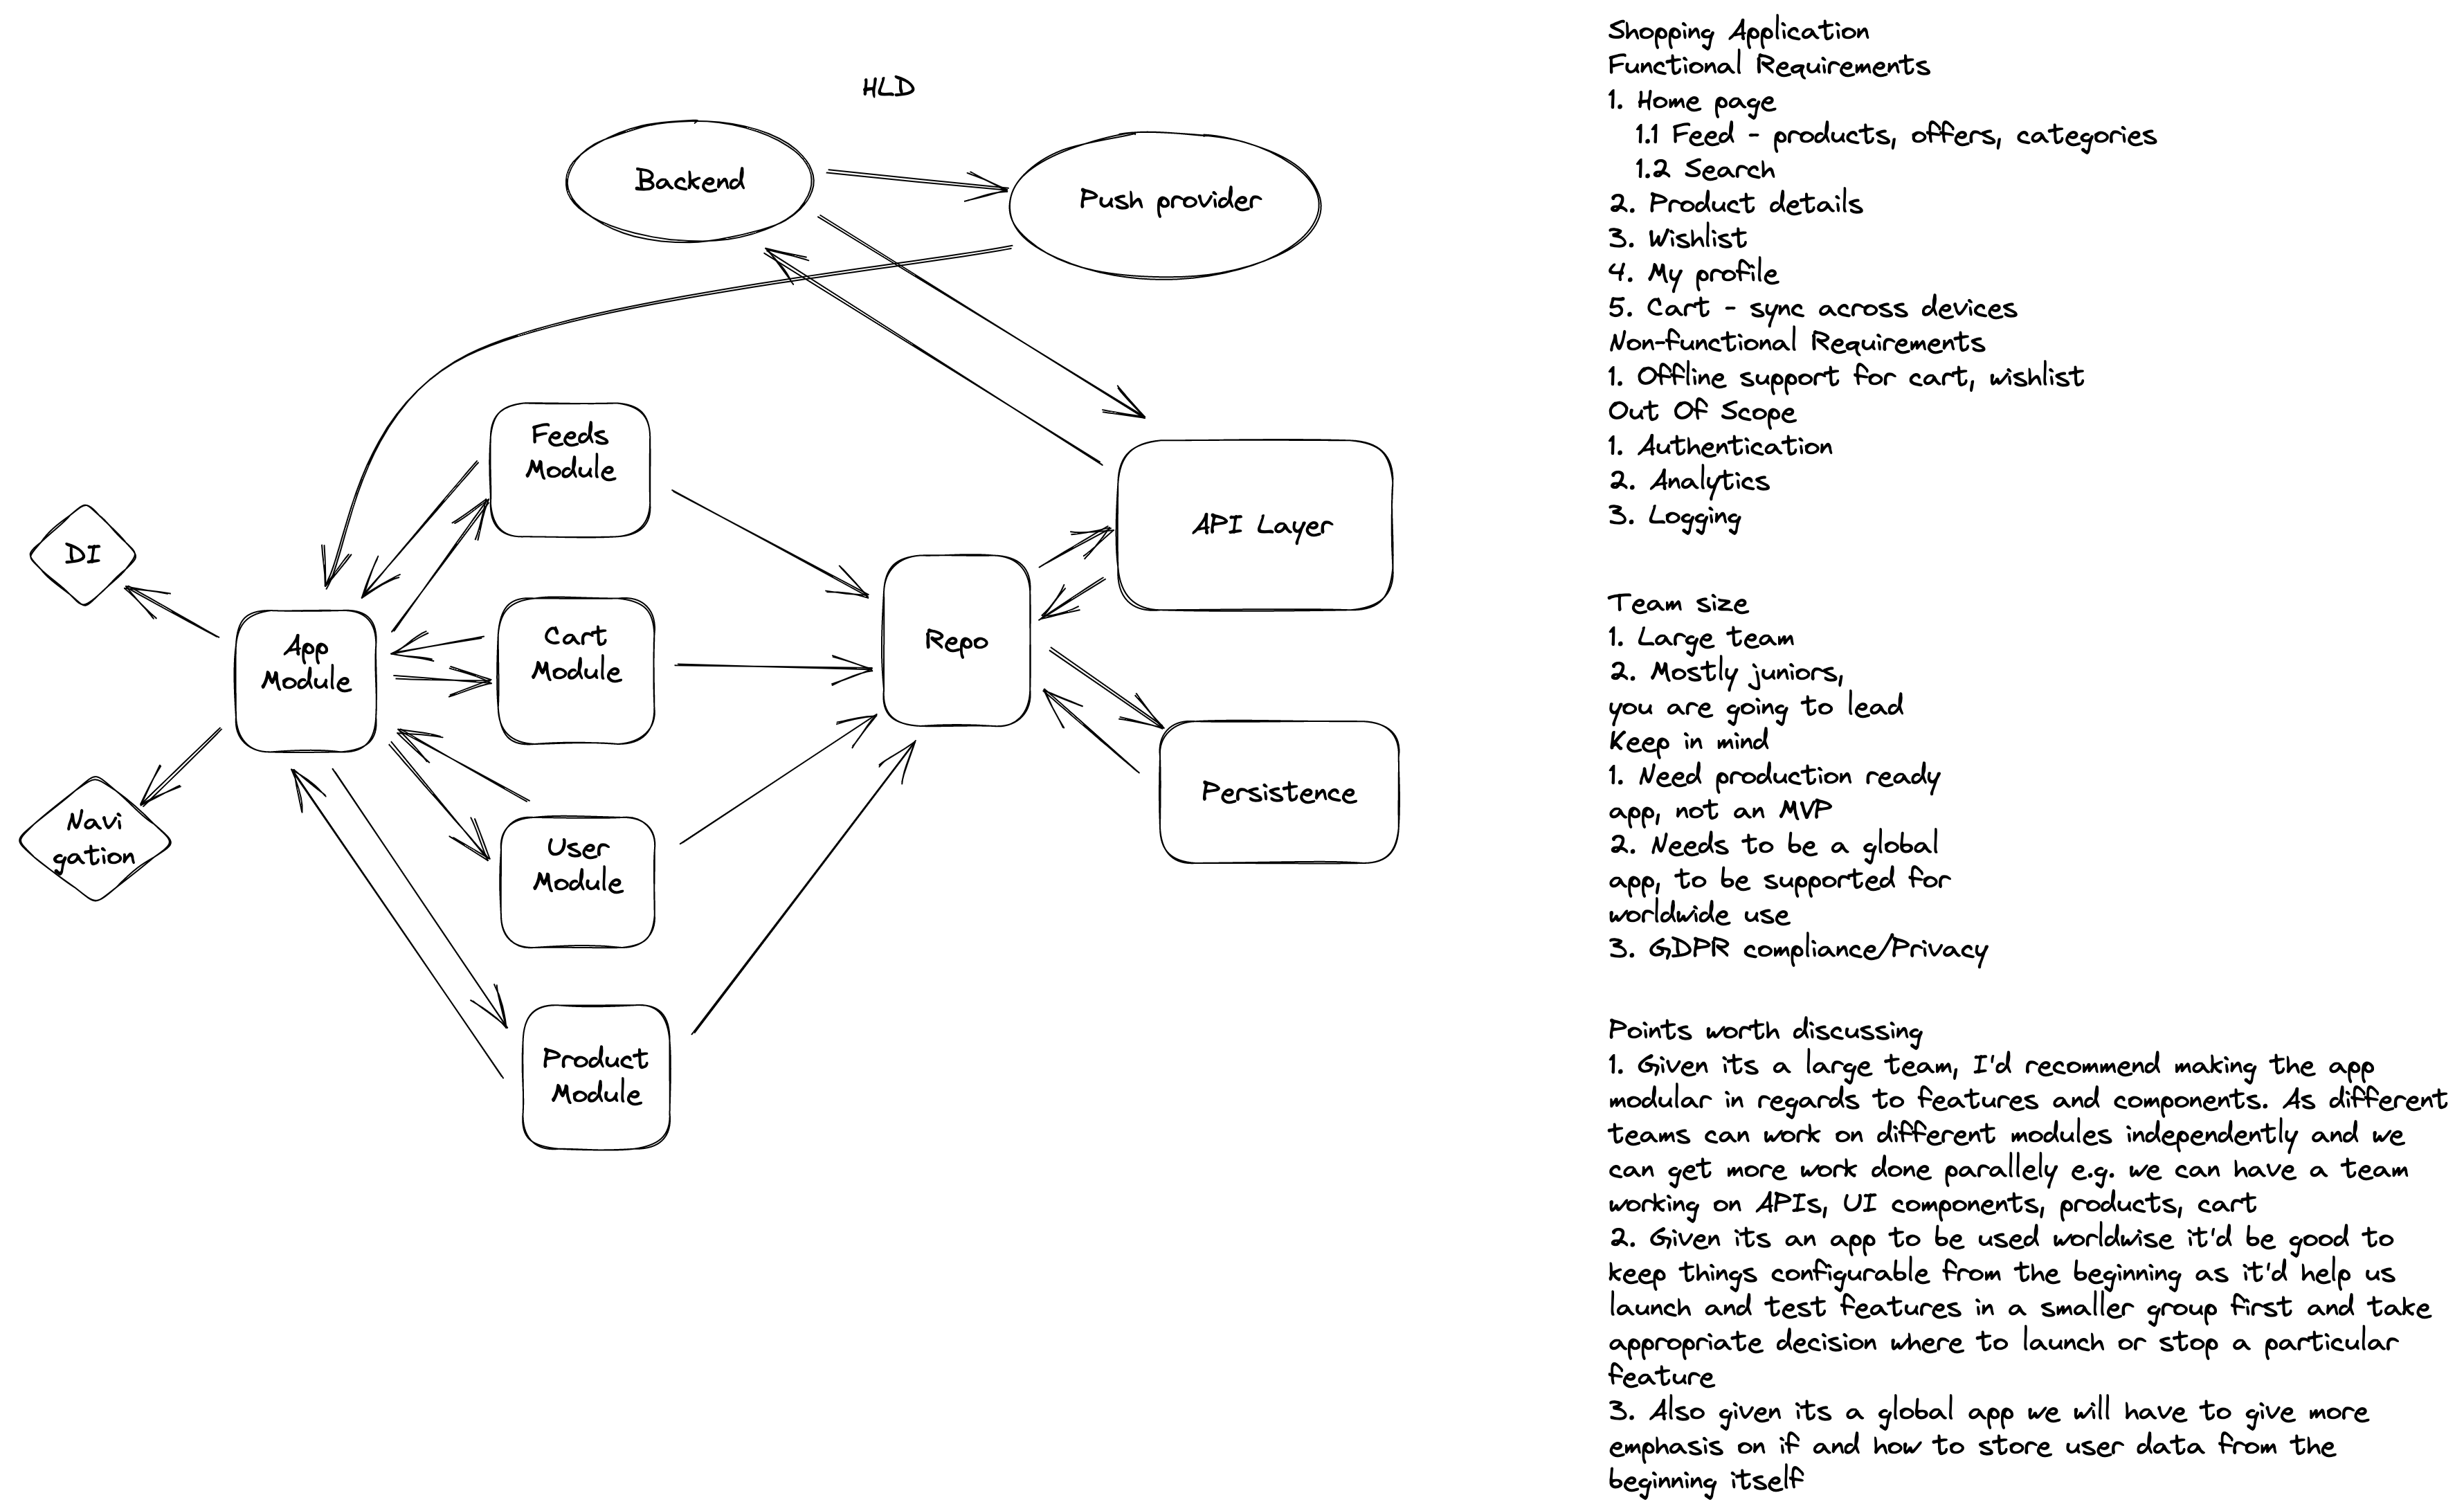 HLD
Backend
Push provider
Feeds
Module
DI
API Layer
App
Module
Cart
Module
Repo
Navi
gation
User
Module
Persistence
Product
Module
Shopping Application
Functional Requirements
1. Home page
1.1 Feed - products, offers, categories
1.2 Search
2. Product details
3. Wishlist
4. My profile
5. Cart - sync across devices
Non-functional Requirements
1. Offline support for cart, wishlist
Out Of Scope
1. Authentication
2. Analytics
3. Logging
Team size
1. Large team
2. Mostly juniors,
you are going to lead
Keep in mind
1. Need production ready
app, not an MVP
2. Needs to be a global
app, to be supported for
worldwide use
3. GDPR compliance/Privacy
Points worth discussing
1. Given its a large team, I'd recommend making the app
modular in regards to features and components. As different
teams can work on different modules independently and we
can get more work done parallely e.g. we can have a team
working on APIs, UI components, products, cart
2. Given its an app to be used worldwise it'd be good to
keep things configurable from the beginning as it'd help us
launch and test features in a smaller group first and take
appropriate decision where to launch or stop a particular
feature
3. Also given its a global app we will have to give more
emphasis on if and how to store user data from the
beginning itself